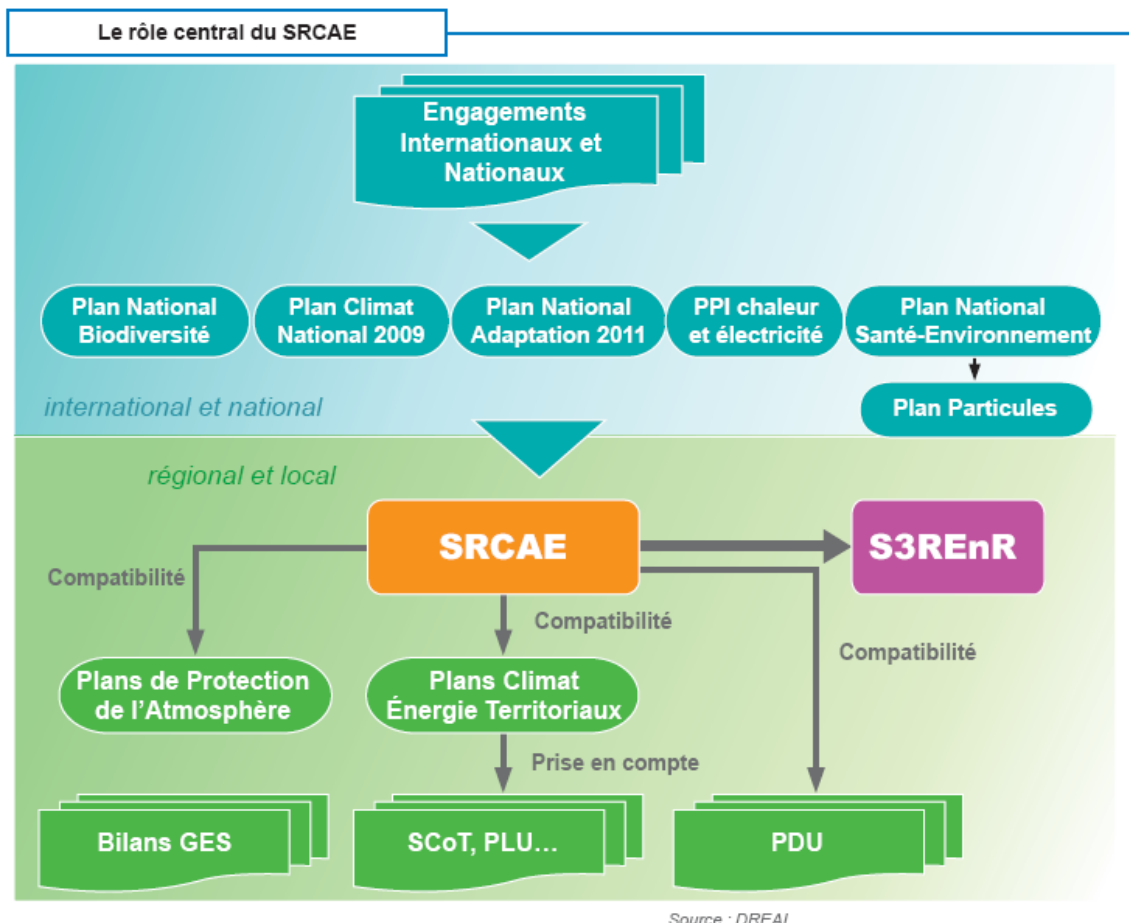 Le rôle central du SRCAE
Engagements
Internationaux et
Nationaux
Plan National
Biodiversité
Plan Climat
National 2009
Plan National
Adaptation 2011
PPI chaleur
et électricité
Plan National
Santé-Environnement
international et national
Plan Particules
régional et local
SRCAE
S3REnR
Compatibilité
Compatibilité
Compatibilité
Plans de Protection
de l’Atmosphère
Plans Climat
Énergie Territoriaux
Prise en compte
Bilans GES
SCoT, PLU…
PDU
Source : DREAL